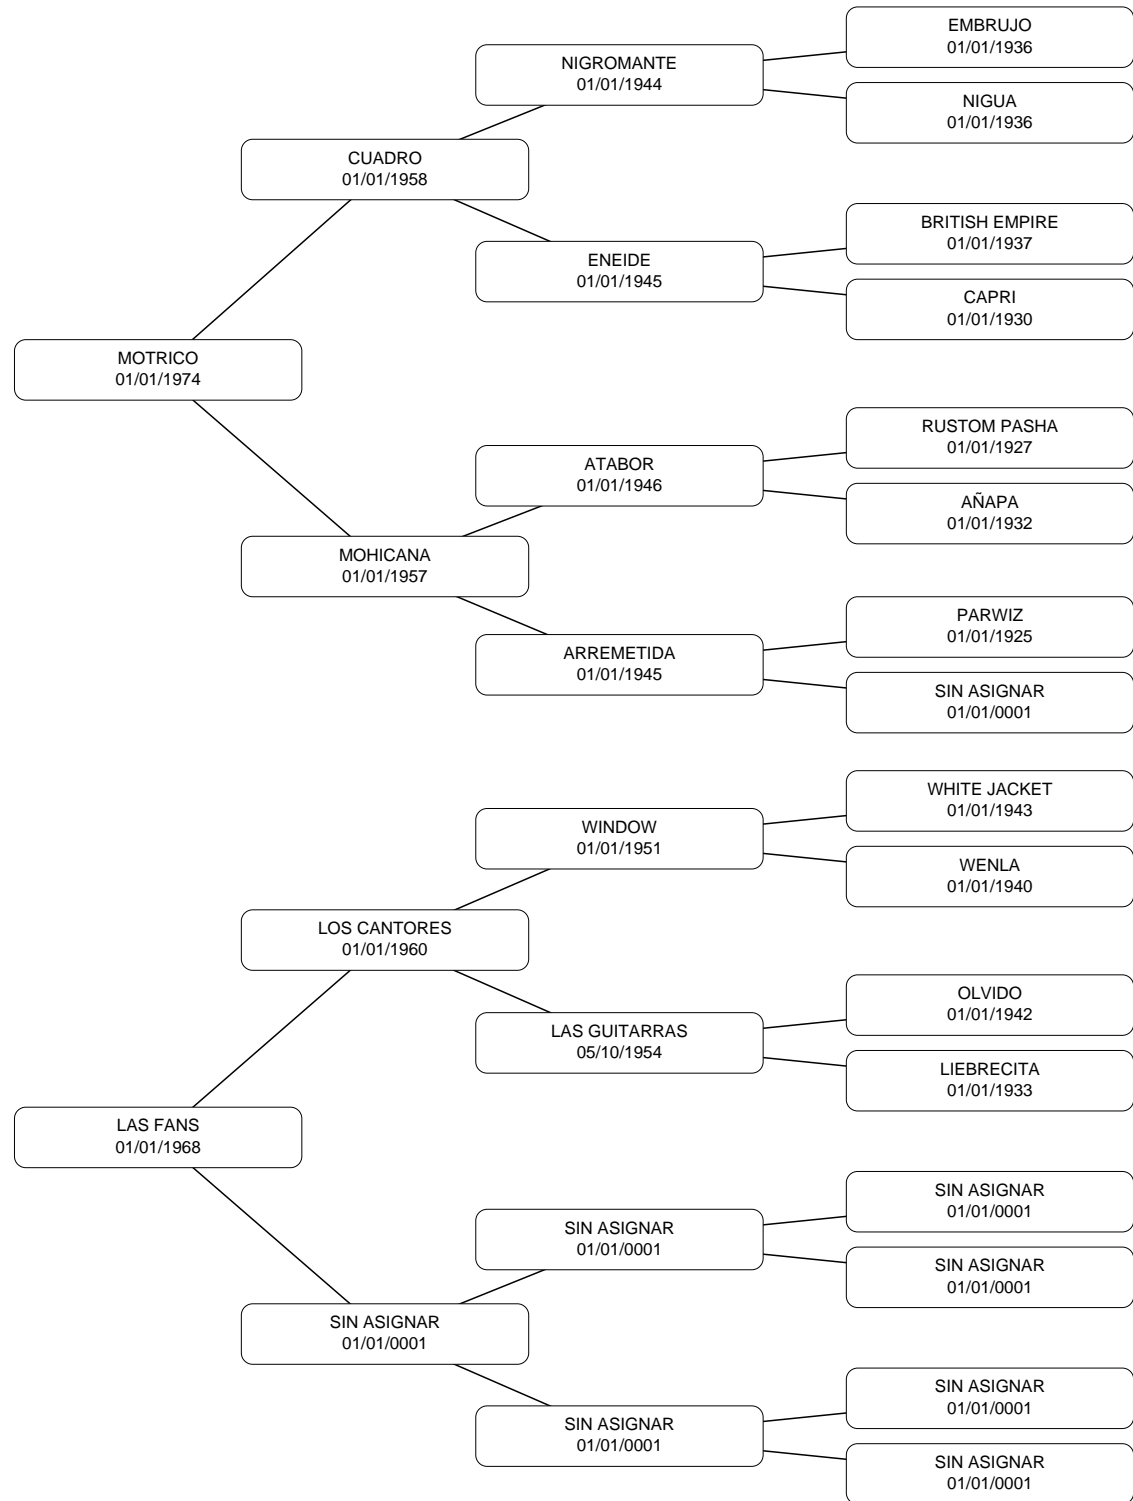 EMBRUJO
01/01/1936
NIGROMANTE
01/01/1944
NIGUA
01/01/1936
CUADRO
01/01/1958
BRITISH EMPIRE
01/01/1937
ENEIDE
01/01/1945
CAPRI
01/01/1930
MOTRICO
01/01/1974
RUSTOM PASHA
01/01/1927
ATABOR
01/01/1946
AÑAPA
01/01/1932
MOHICANA
01/01/1957
PARWIZ
01/01/1925
ARREMETIDA
01/01/1945
SIN ASIGNAR
01/01/0001
WHITE JACKET
01/01/1943
WINDOW
01/01/1951
WENLA
01/01/1940
LOS CANTORES
01/01/1960
OLVIDO
01/01/1942
LAS GUITARRAS
05/10/1954
LIEBRECITA
01/01/1933
LAS FANS
01/01/1968
SIN ASIGNAR
01/01/0001
SIN ASIGNAR
01/01/0001
SIN ASIGNAR
01/01/0001
SIN ASIGNAR
01/01/0001
SIN ASIGNAR
01/01/0001
SIN ASIGNAR
01/01/0001
SIN ASIGNAR
01/01/0001